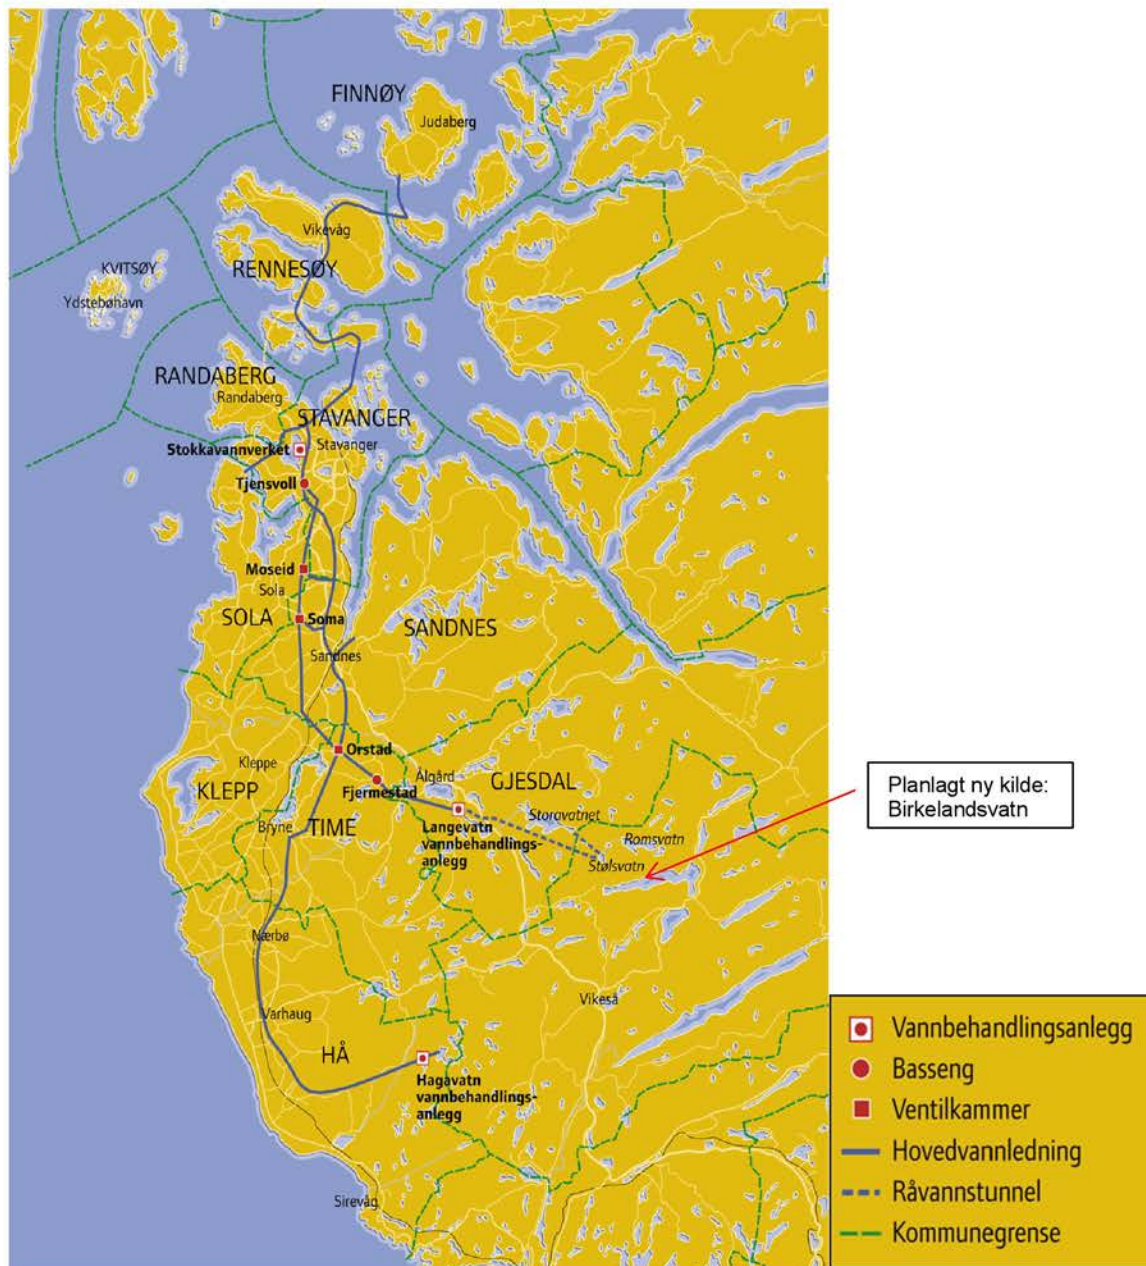 FINNØY
Judaberg
Vikevåg
RENNESØY
KVITSØY
Ydstebøhavn
RANDABERG
Randaberg
STAVANGER
Stavanger
Stokkavannverket
Tjensvoll
Moseid
Sola
SOLA
Soma
SANDNES
Sandnes
Orstad
Kleppe
Ålgård
GJESDAL
KLEPP
Fjermestad
Planlagt ny kilde:
Birkelandsvatn
Bryne
TIME
Langevatn
vannbehandlings-
anlegg
Storavatnet
Romsvatn
Stølsvatn
Nærbø
Vikeså
Varhaug
HÅ
Hagavatn
vannbehandlings-
anlegg
Sirevåg
Vannbehandlingsanlegg
Basseng
Ventilkammer
Hovedvannledning
Råvannstunnel
Kommunegrense